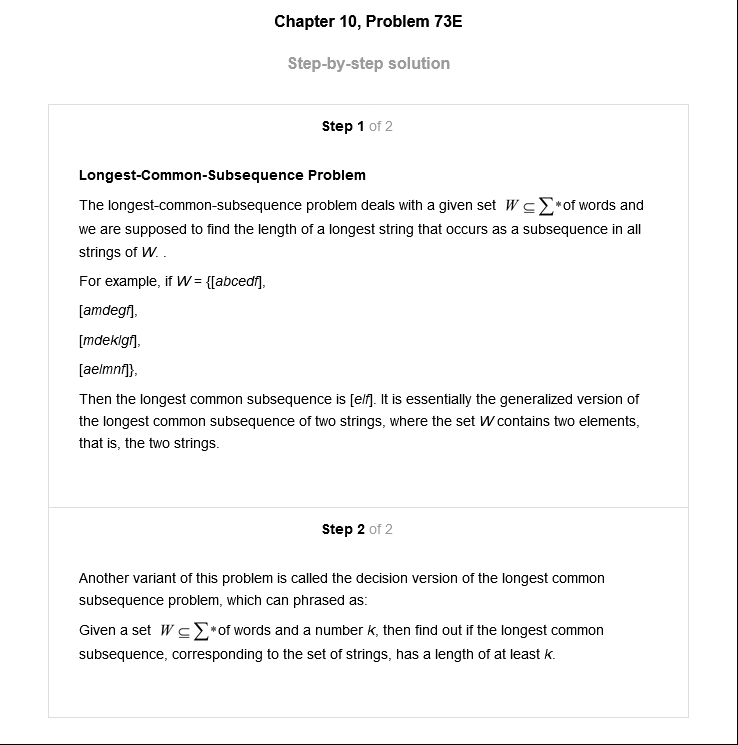 Chapter 10, Problem 73E
Step-by-step solution
Step 1 of 2
Longest-Common-Subsequence Problem
The longest-common-subsequence problem deals with a given set W ⊆ ∑* of words and
we are supposed to find the length of a longest string that occurs as a subsequence in all
strings of W. .
For example, if W = {[abcedf],
[amdegf],
[mdeklgf],
[aelmnf]},
Then the longest common subsequence is [elf]. It is essentially the generalized version of
the longest common subsequence of two strings, where the set W contains two elements,
that is, the two strings.
Step 2 of 2
Another variant of this problem is called the decision version of the longest common
subsequence problem, which can phrased as:
Given a set W ⊆ ∑* of words and a number k, then find out if the longest common
subsequence, corresponding to the set of strings, has a length of at least k.